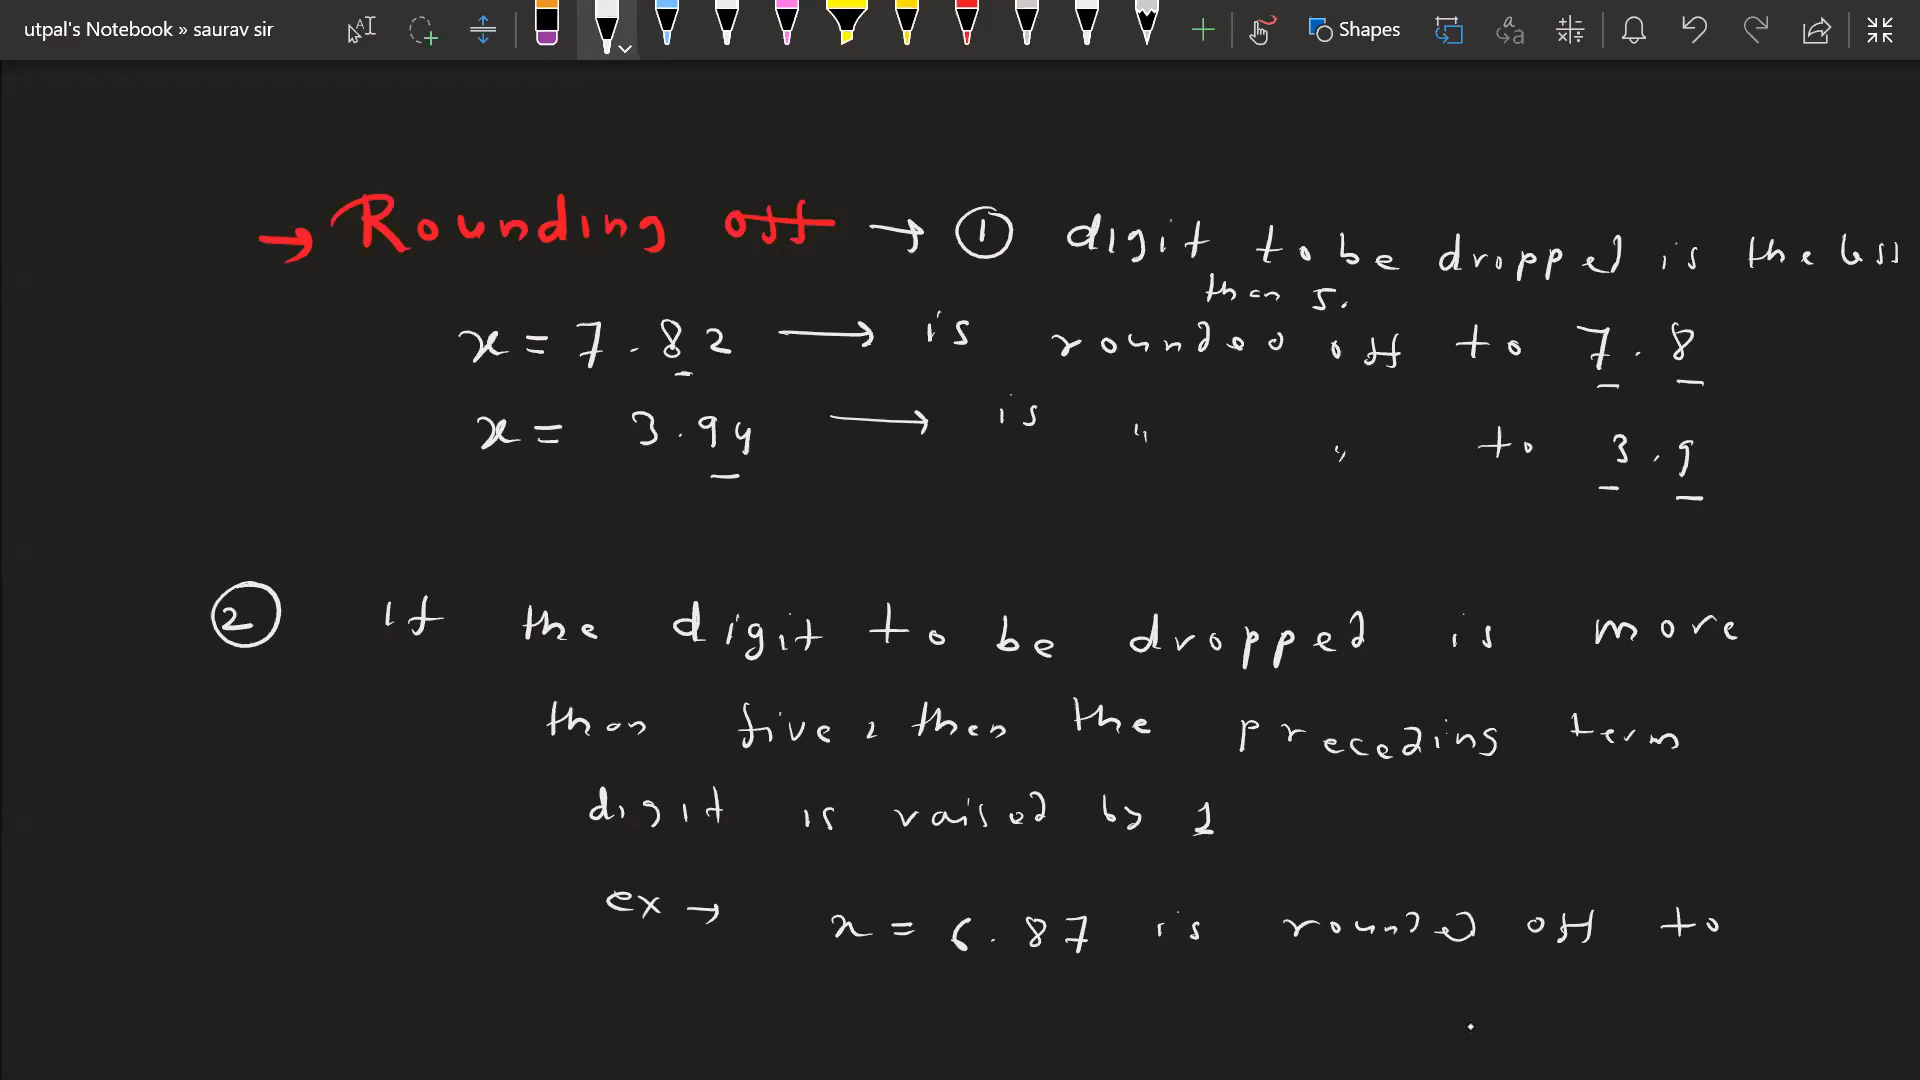 utpal's Notebook » saurav sir
Shapes
→ Rounding off → ① digit to be dropped is the less
than 5.
x = 7.82 → is rounded off to 7.8
x = 3.94 → is " " to 3.9
② if the digit to be dropped is more
than five, then the preceding term
digit is raised by 1
ex → x = 6.87 is rounded off to